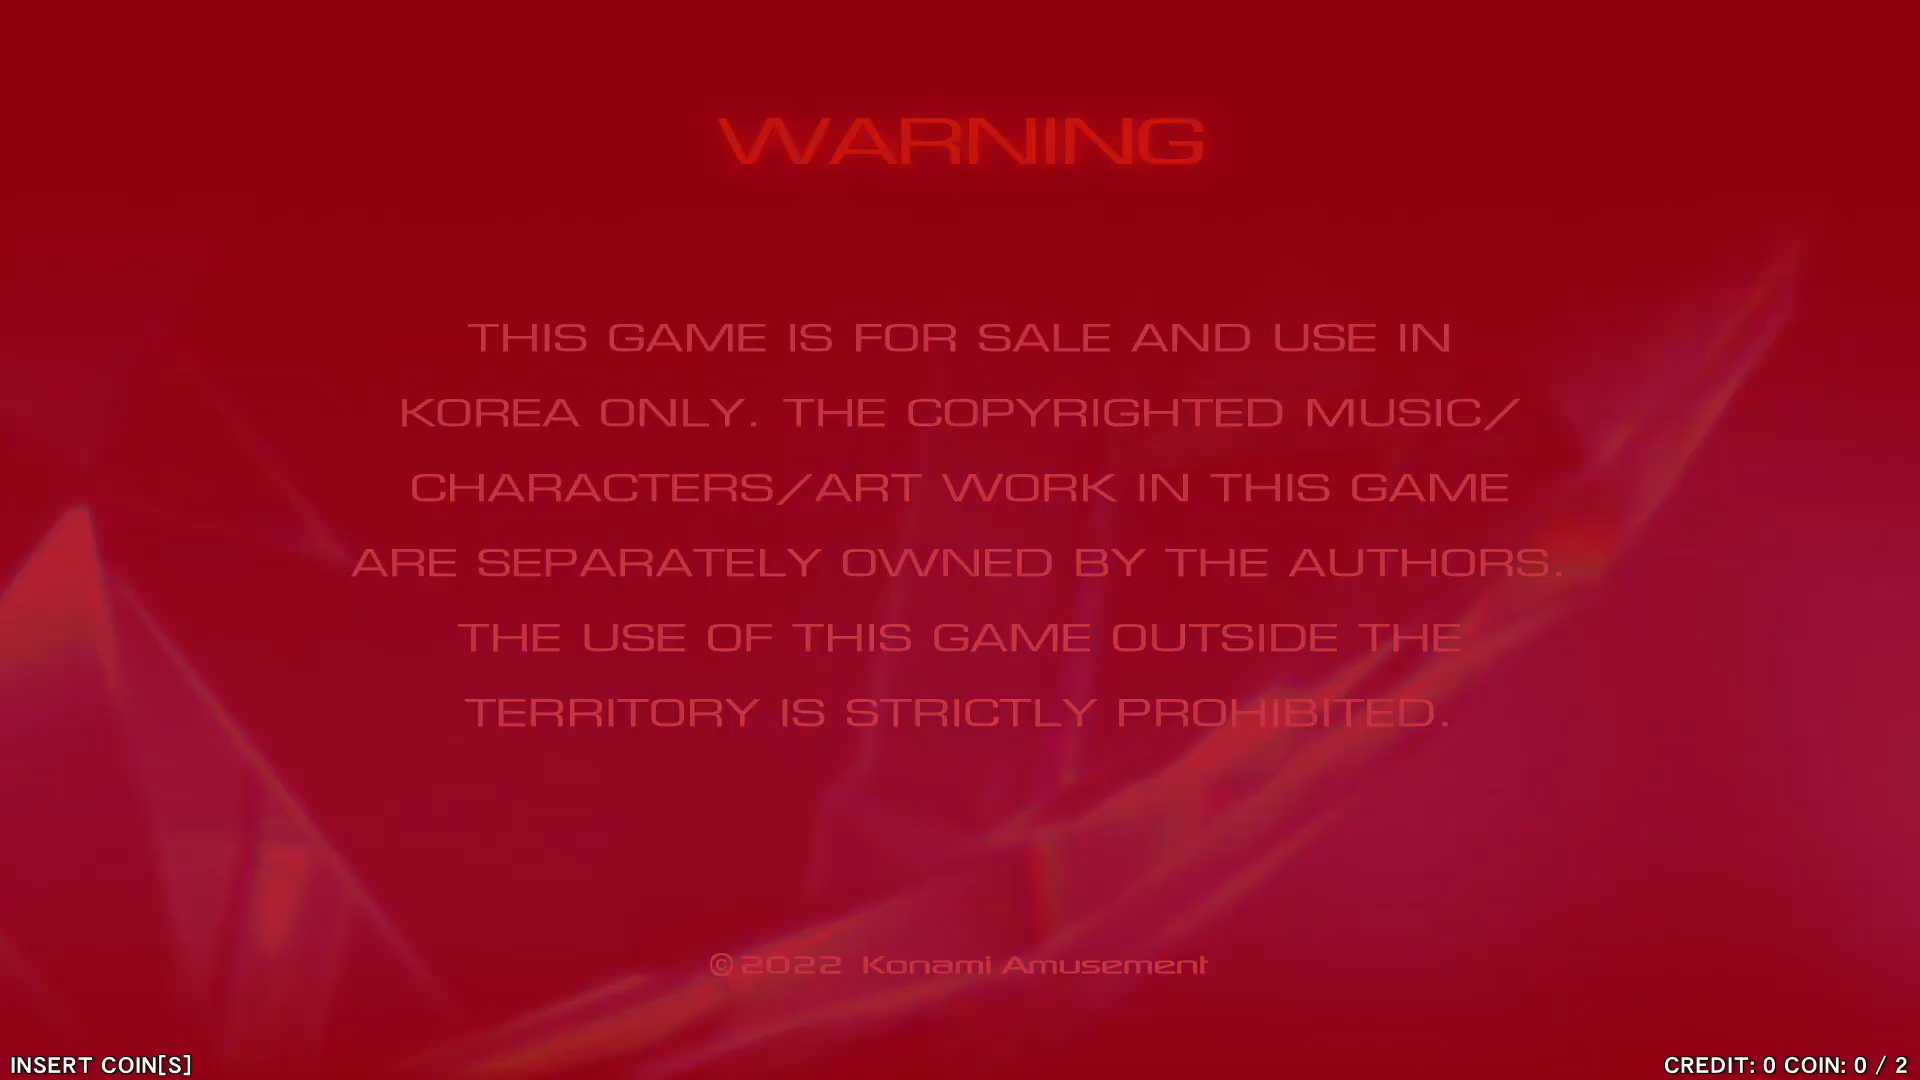 WARNING
THIS GAME IS FOR SALE AND USE IN
KOREA ONLY. THE COPYRIGHTED MUSIC/
CHARACTERS/ART WORK IN THIS GAME
ARE SEPARATELY OWNED BY THE AUTHORS.
THE USE OF THIS GAME OUTSIDE THE
TERRITORY IS STRICTLY PROHIBITED.
©2022 Konami Amusement
INSERT COIN[S]
CREDIT: 0 COIN: 0 / 2